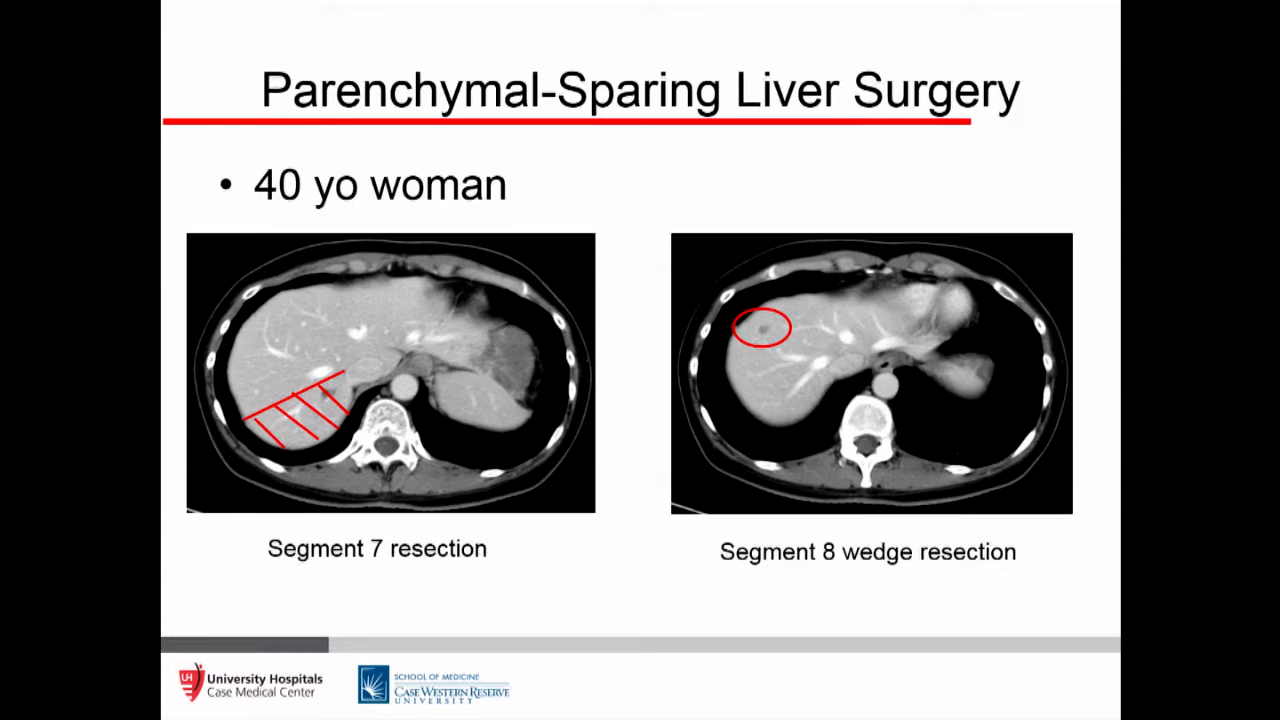 Parenchymal-Sparing Liver Surgery
• 40 yo woman
Segment 7 resection
Segment 8 wedge resection
UH
University Hospitals
Case Medical Center
SCHOOL OF MEDICINE
CASE WESTERN RESERVE
UNIVERSITY